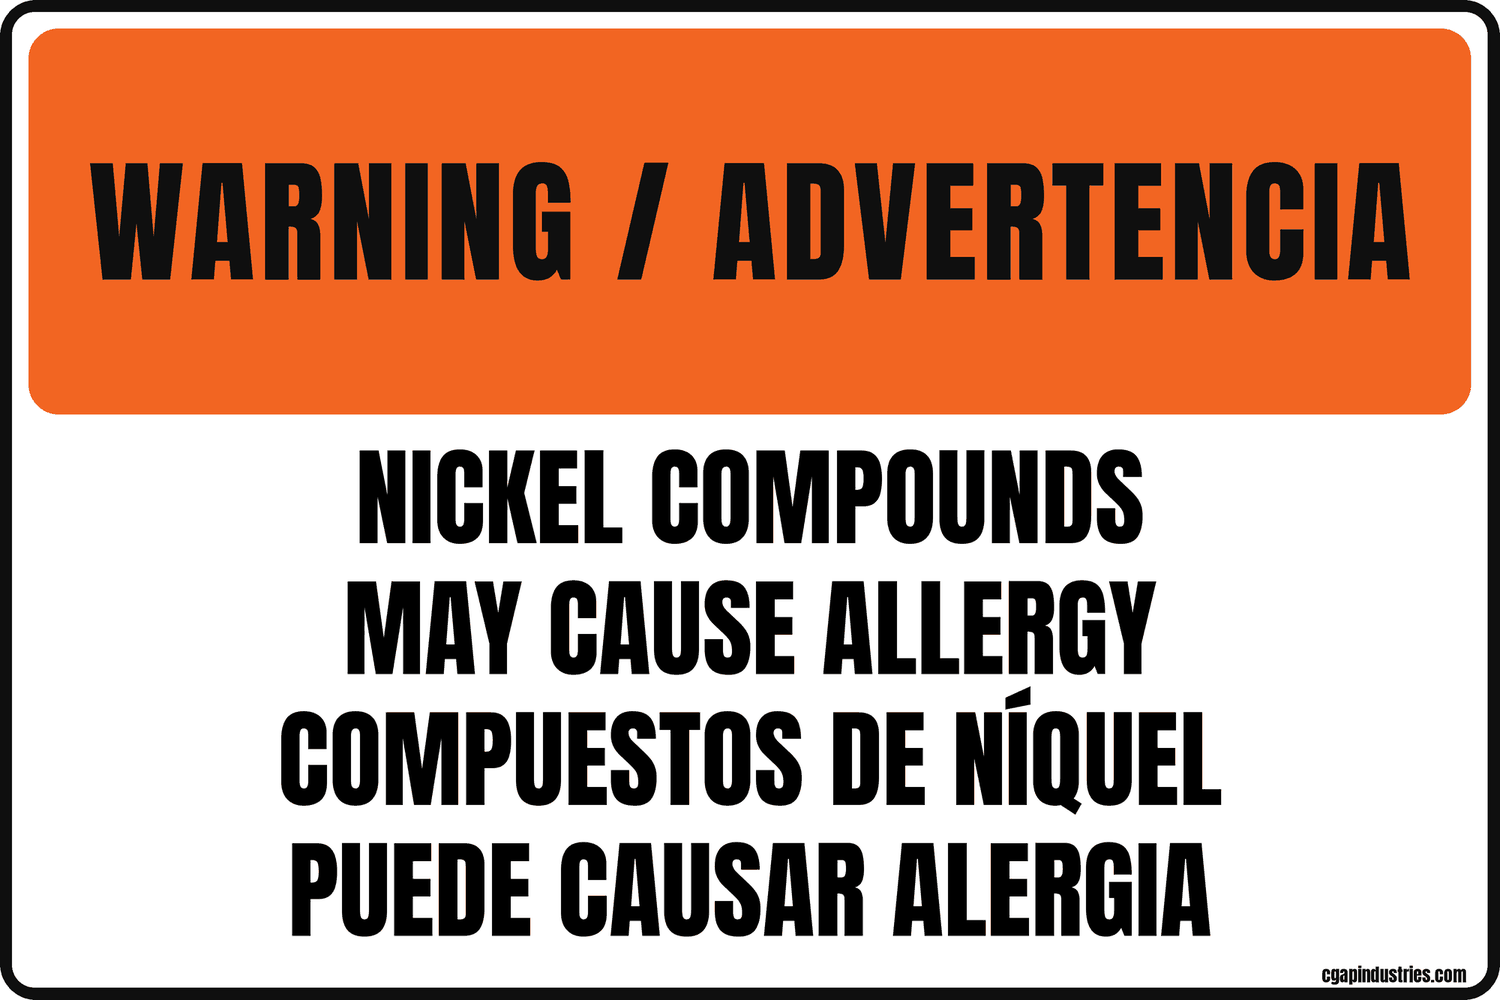 WARNING / ADVERTENCIA
NICKEL COMPOUNDS
MAY CAUSE ALLERGY
COMPUESTOS DE NÍQUEL
PUEDE CAUSAR ALERGIA
cgapindustries.com